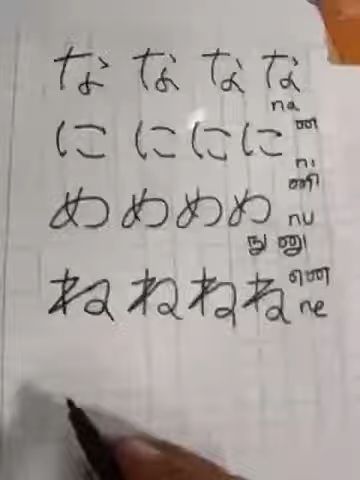 な な な な
na
ண
に に に に
ni
ணி
め め め め
nu
நு ணு
ね ね ね ね
ண
ne